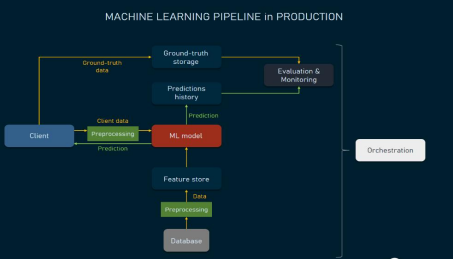 MACHINE LEARNING PIPELINE in PRODUCTION
Ground-truth
storage
Ground-truth
data
Evaluation &
Monitoring
Predictions
history
Client data
Prediction
Client
Preprocessing
ML model
Prediction
Orchestration
Feature store
Data
Preprocessing
Database